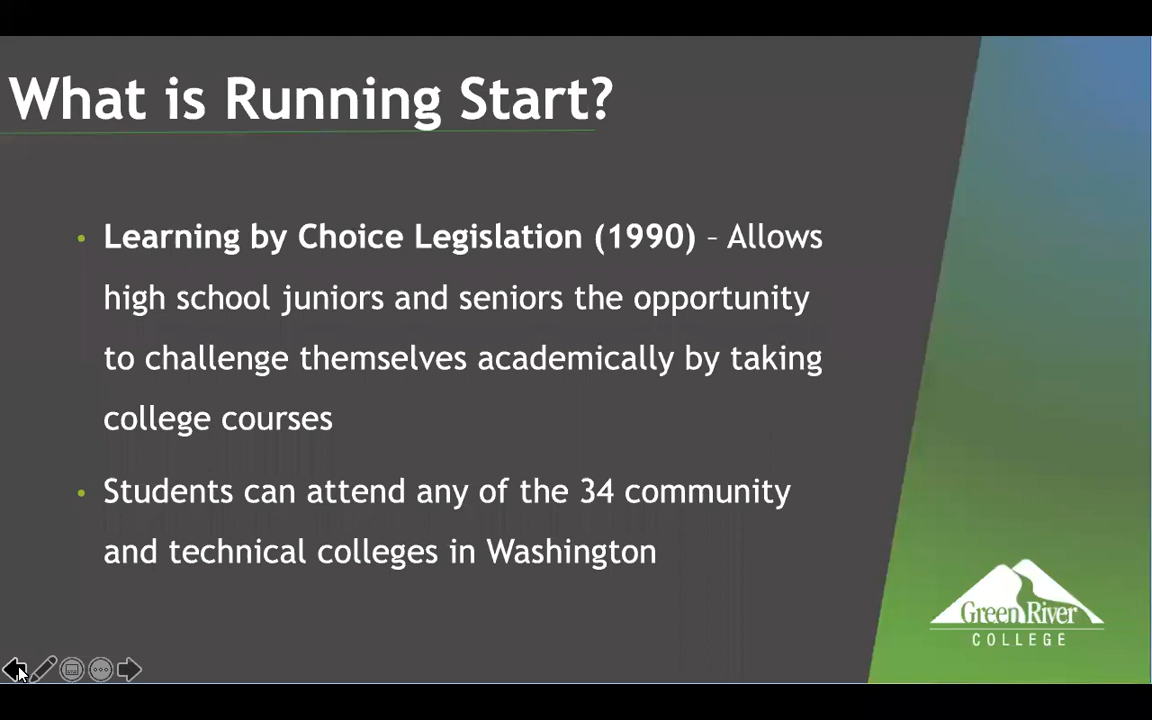 What is Running Start?
• Learning by Choice Legislation (1990) – Allows
high school juniors and seniors the opportunity
to challenge themselves academically by taking
college courses
• Students can attend any of the 34 community
and technical colleges in Washington
Green River
COLLEGE